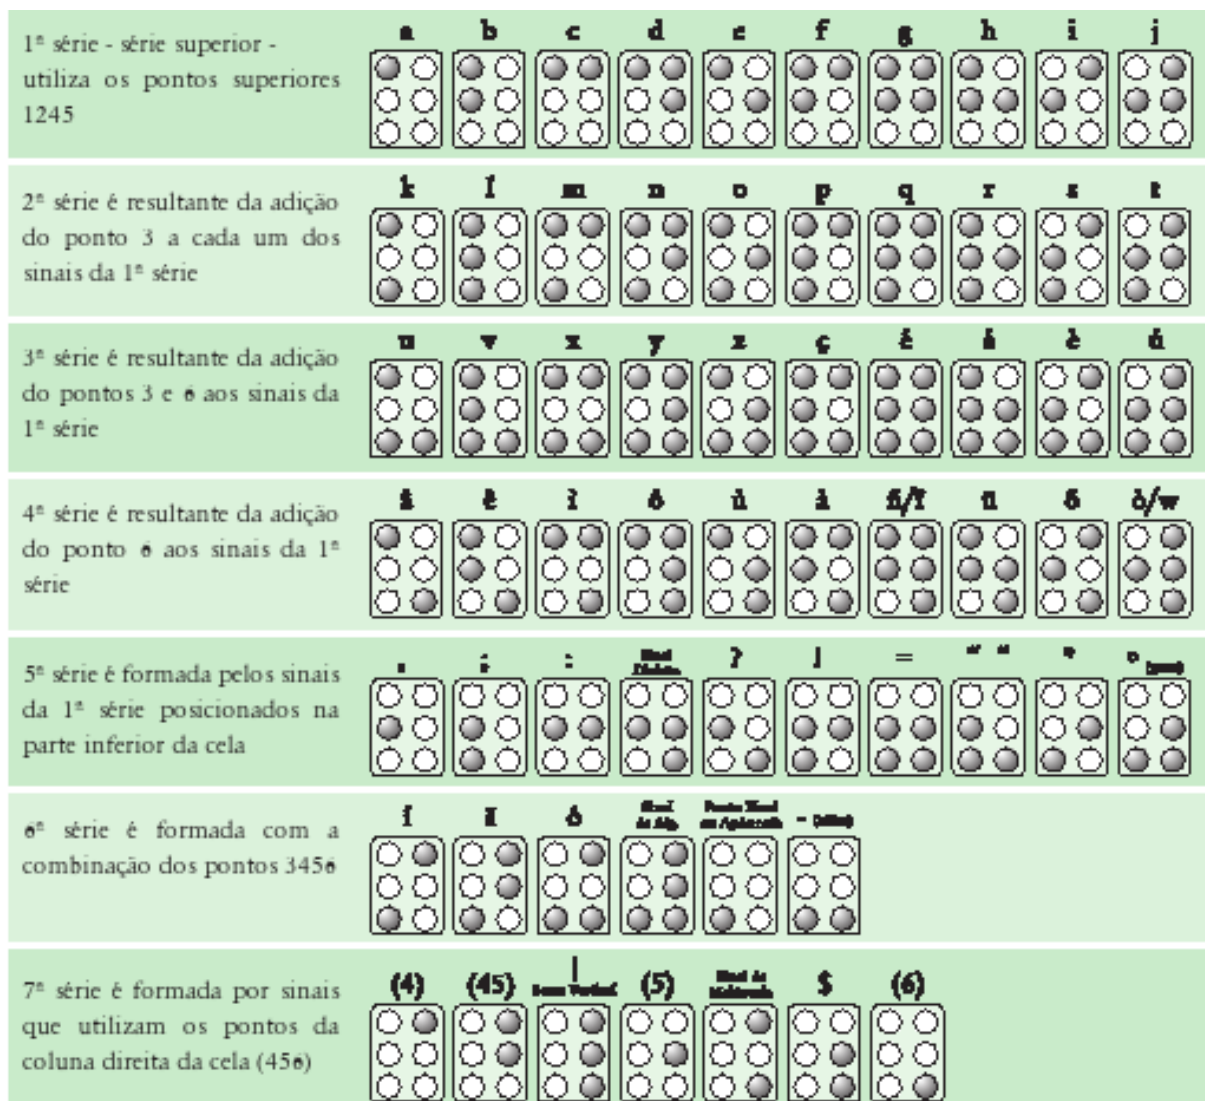 1ª série - série superior -
utiliza os pontos superiores
1245
a b c d e f g h i j
2ª série é resultante da adição
do ponto 3 a cada um dos
sinais da 1ª série
k l m n o p q r s t
3ª série é resultante da adição
do pontos 3 e 6 aos sinais da
1ª série
u v x y z ç é á è ú
4ª série é resultante da adição
do ponto 6 aos sinais da 1ª
série
ê ì ù à ò/w
5ª série é formada pelos sinais
da 1ª série posicionados na
parte inferior da cela
; : ? =
6ª série é formada com a
combinação dos pontos 3456
í
7ª série é formada por sinais
que utilizam os pontos da
coluna direita da cela (456)
(4) (45) | (5) $ (6)
Barra Vertical